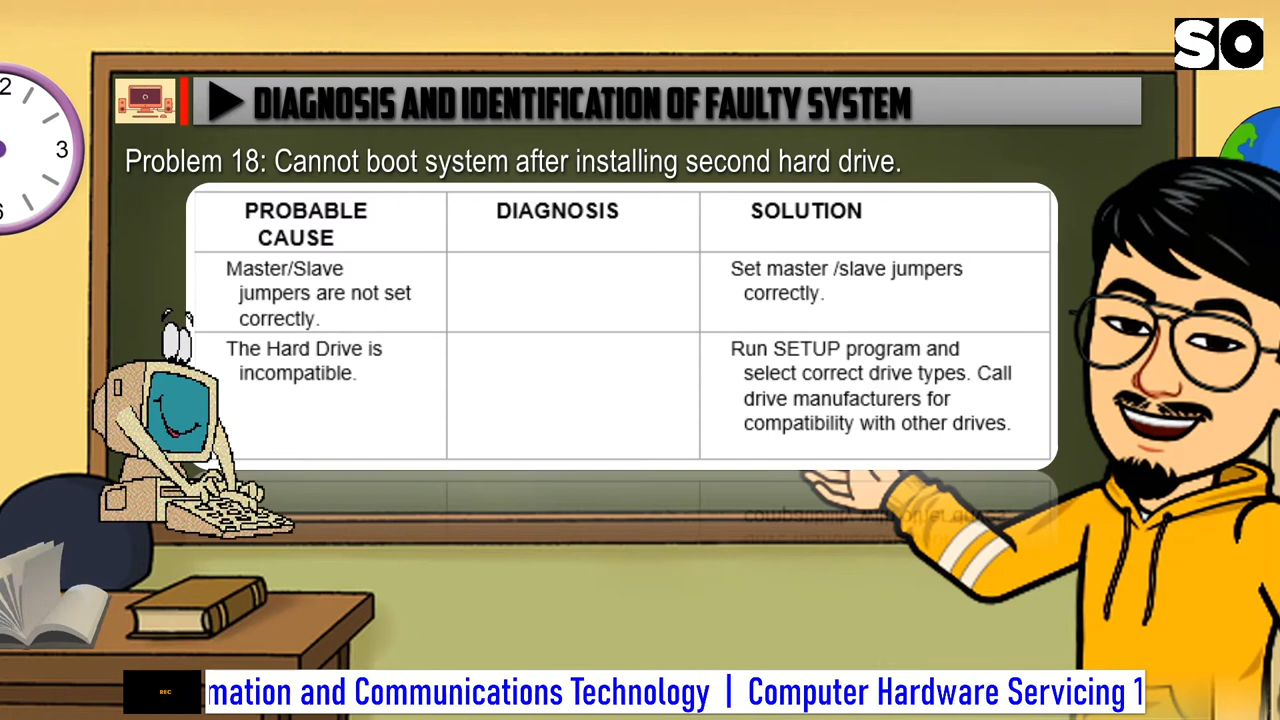 SO
2
3
6
DIAGNOSIS AND IDENTIFICATION OF FAULTY SYSTEM
Problem 18: Cannot boot system after installing second hard drive.
PROBABLE CAUSE
DIAGNOSIS
SOLUTION
Master/Slave
jumpers are not set
correctly.
Set master /slave jumpers
correctly.
The Hard Drive is
incompatible.
Run SETUP program and
select correct drive types. Call
drive manufacturers for
compatibility with other drives.
REC
mation and Communications Technology | Computer Hardware Servicing 1